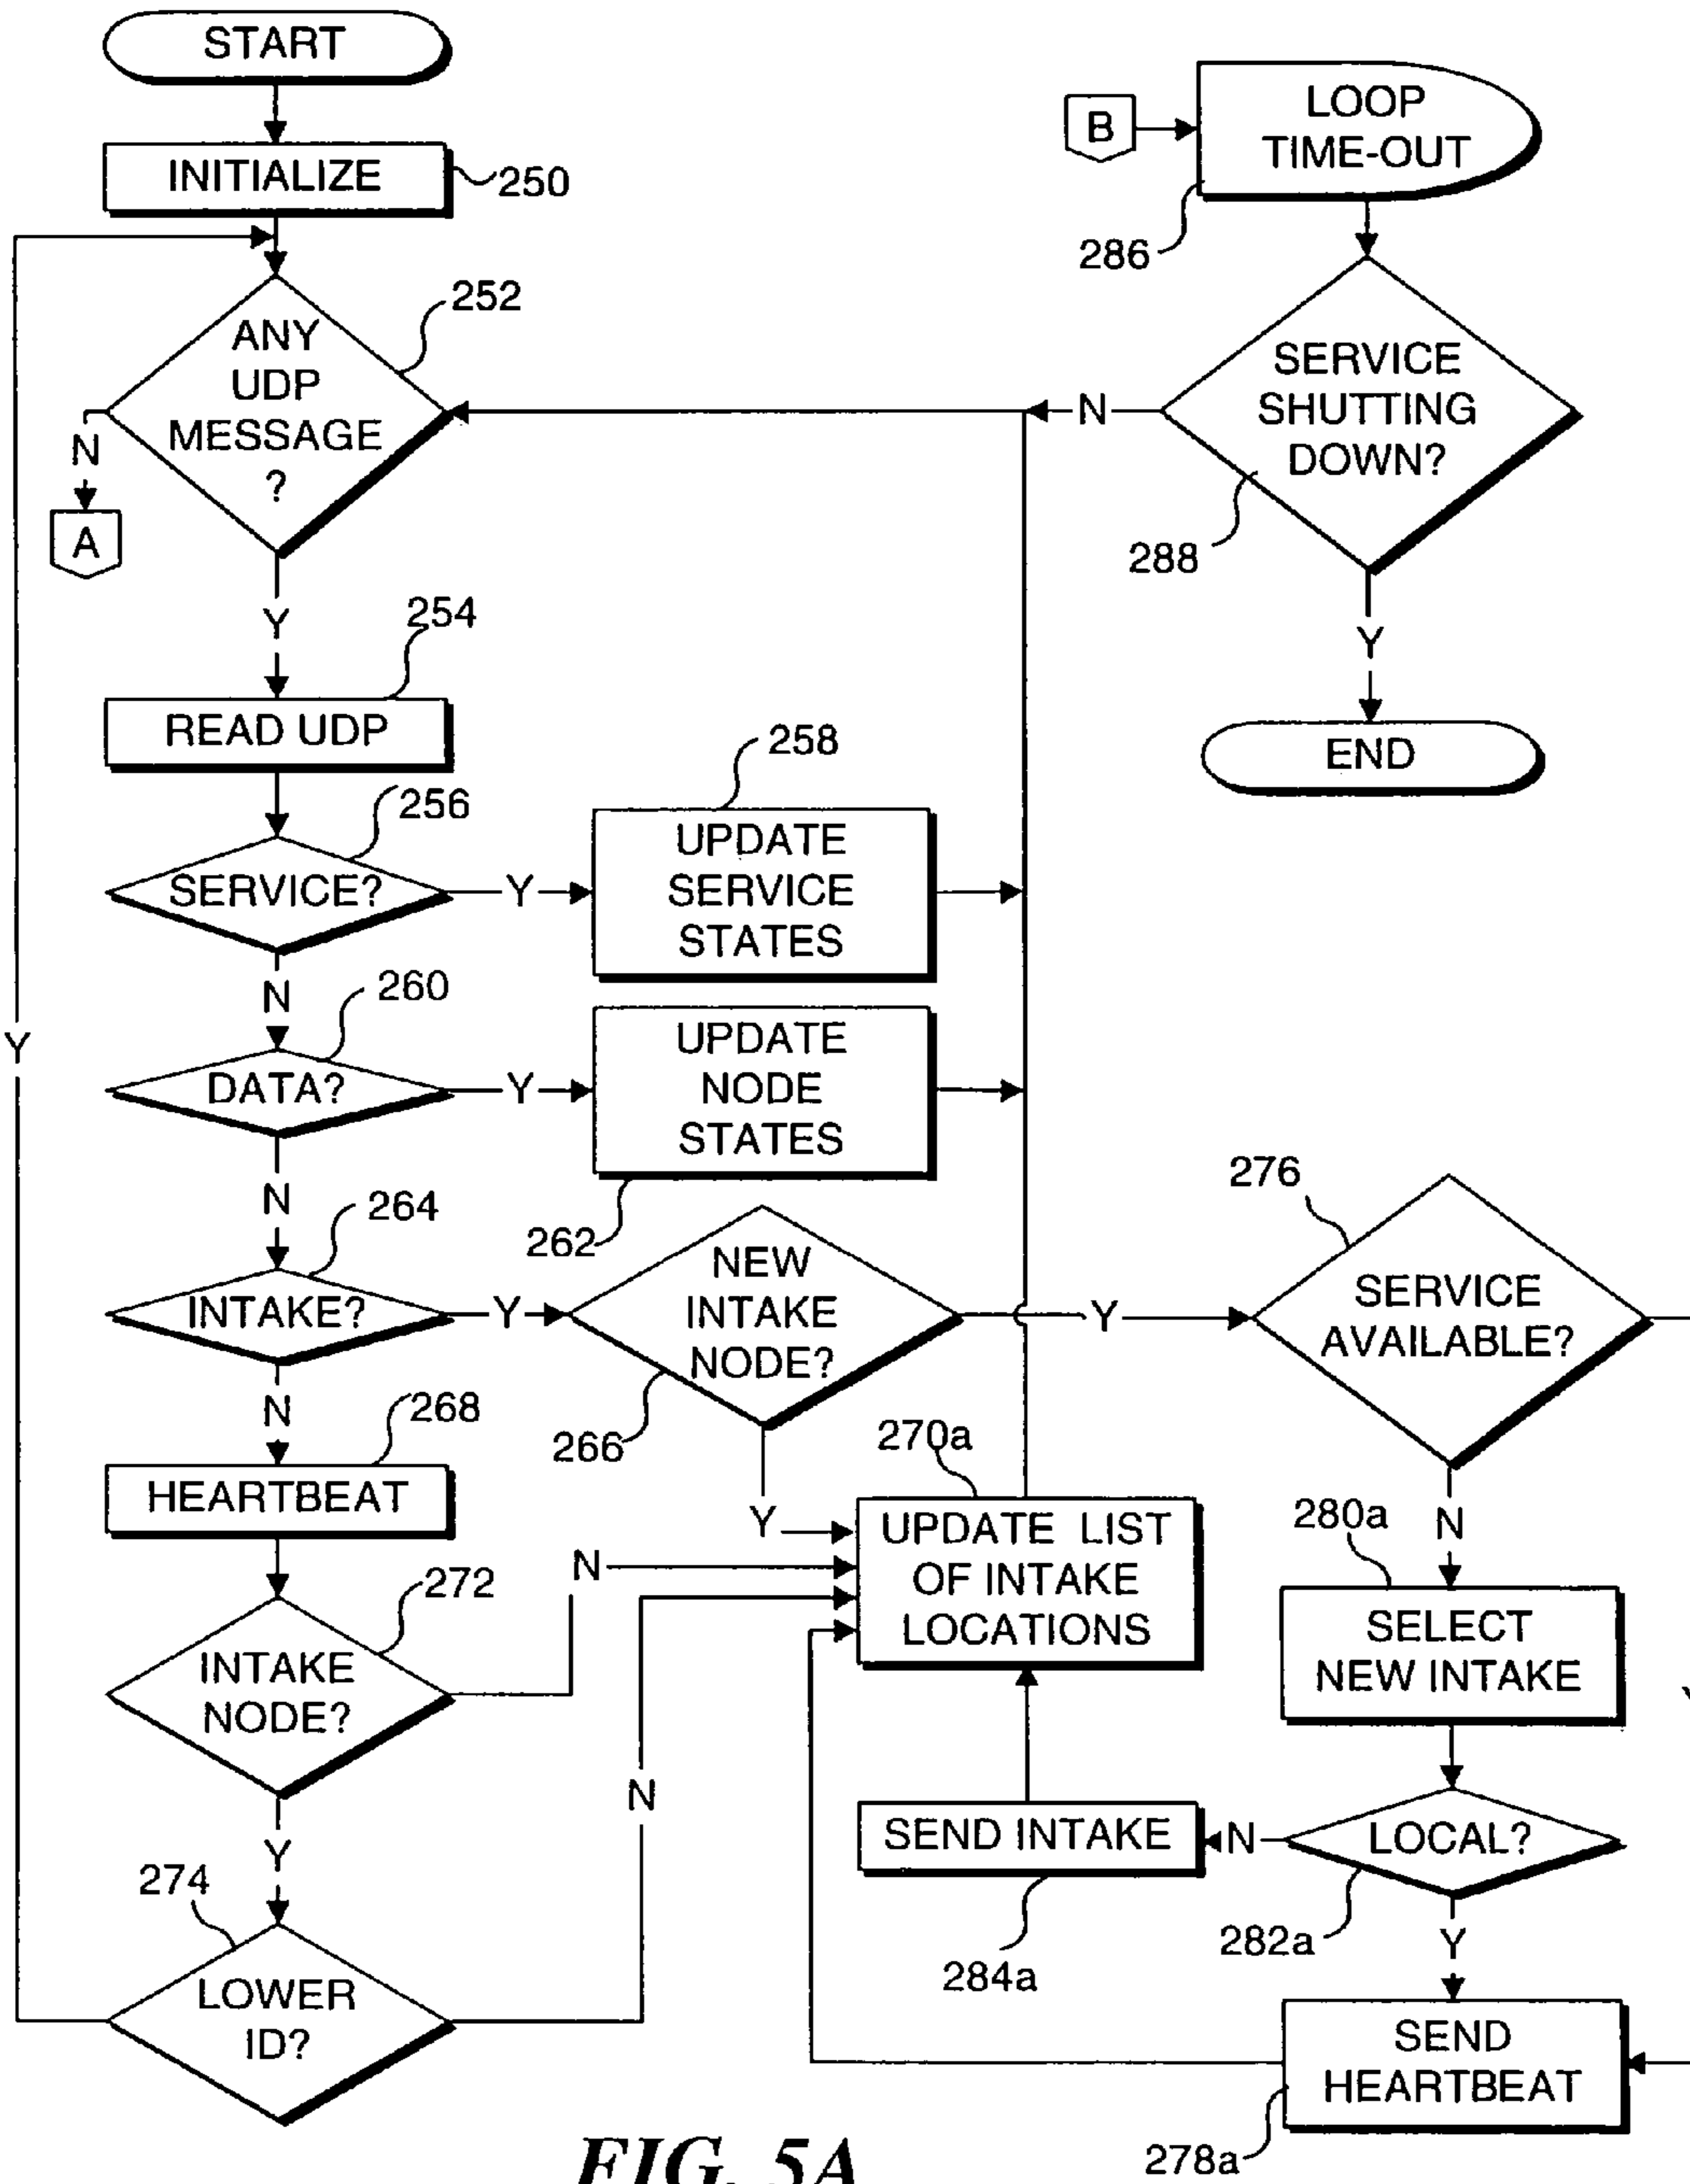 START
INITIALIZE
250
ANY
UDP
MESSAGE
?
252
N
A
Y
254
READ UDP
256
SERVICE?
Y
258
UPDATE
SERVICE
STATES
N
260
DATA?
Y
UPDATE
NODE
STATES
262
N
264
INTAKE?
Y
NEW
INTAKE
NODE?
266
Y
Y
N
268
HEARTBEAT
272
INTAKE
NODE?
N
Y
274
LOWER
ID?
N
Y
270a
UPDATE LIST
OF INTAKE
LOCATIONS
SEND INTAKE
284a
B
LOOP
TIME-OUT
286
SERVICE
SHUTTING
DOWN?
288
N
Y
END
276
SERVICE
AVAILABLE?
N
280a
SELECT
NEW INTAKE
LOCAL?
N
282a
Y
SEND
HEARTBEAT
278a
FIG. 5A